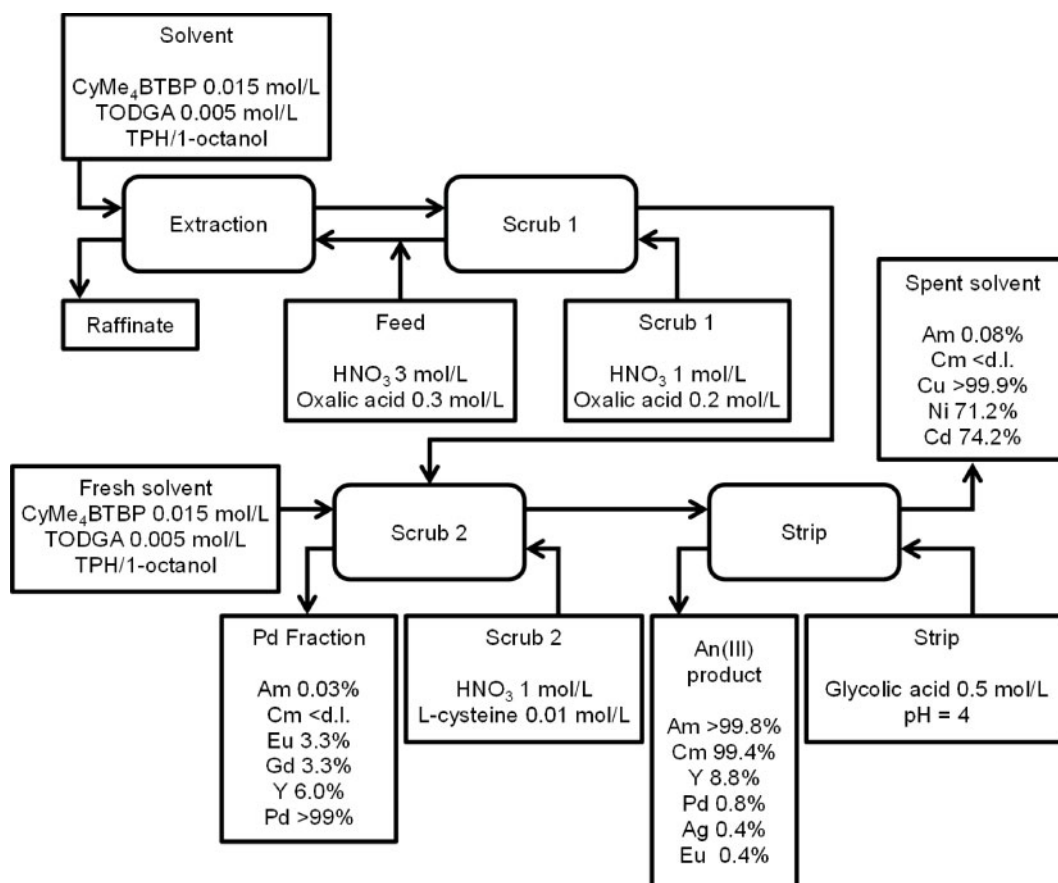 Solvent
CyMe₄BTBP 0.015 mol/L
TODGA 0.005 mol/L
TPH/1-octanol
Extraction
Scrub 1
Raffinate
Feed
HNO₃ 3 mol/L
Oxalic acid 0.3 mol/L
Scrub 1
HNO₃ 1 mol/L
Oxalic acid 0.2 mol/L
Spent solvent
Am 0.08%
Cm <d.l.
Cu >99.9%
Ni 71.2%
Cd 74.2%
Fresh solvent
CyMe₄BTBP 0.015 mol/L
TODGA 0.005 mol/L
TPH/1-octanol
Scrub 2
Strip
Pd Fraction
Am 0.03%
Cm <d.l.
Eu 3.3%
Gd 3.3%
Y 6.0%
Pd >99%
Scrub 2
HNO₃ 1 mol/L
L-cysteine 0.01 mol/L
An(III)
product
Am >99.8%
Cm 99.4%
Y 8.8%
Pd 0.8%
Ag 0.4%
Eu 0.4%
Strip
Glycolic acid 0.5 mol/L
pH = 4